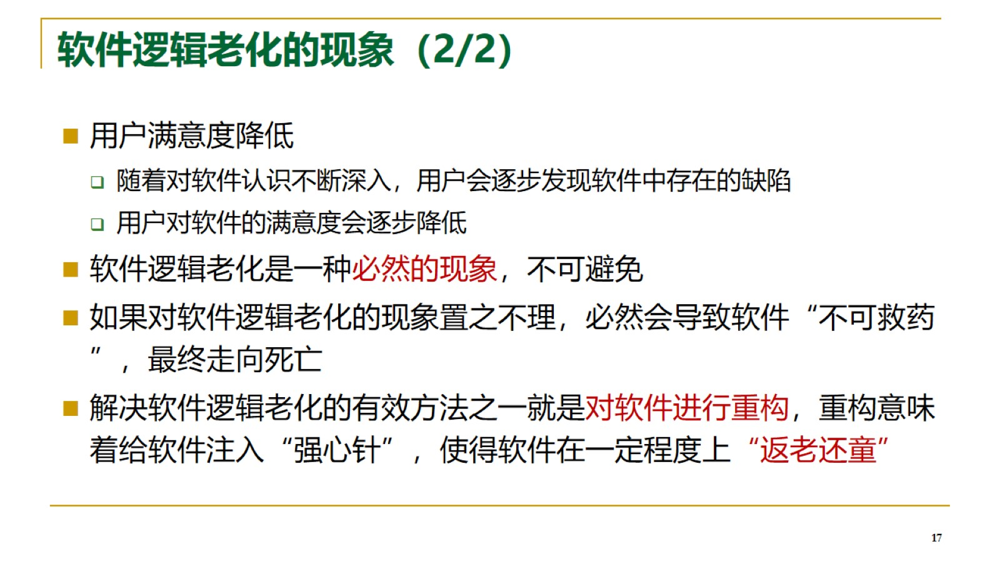 软件逻辑老化的现象（2/2）
用户满意度降低
随着对软件认识不断深入，用户会逐步发现软件中存在的缺陷
用户对软件的满意度会逐步降低
软件逻辑老化是一种必然的现象，不可避免
如果对软件逻辑老化的现象置之不理，必然会导致软件“不可救药
”，最终走向死亡
解决软件逻辑老化的有效方法之一就是对软件进行重构，重构意味
着给软件注入“强心针”，使得软件在一定程度上“返老还童”
17